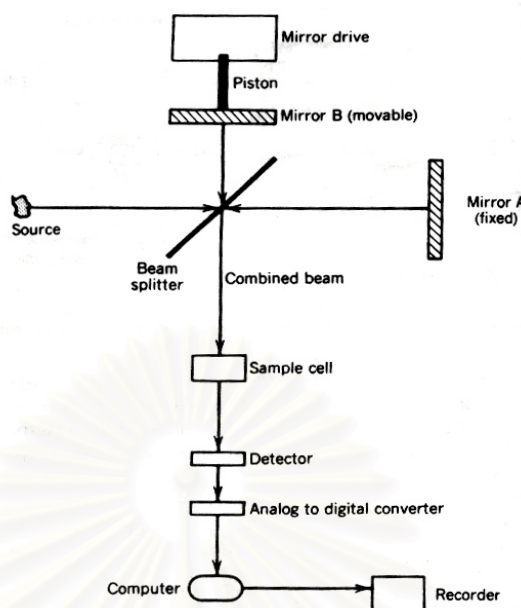 Mirror drive
Piston
Mirror B (movable)
Mirror A
(fixed)
Source
Beam
splitter
Combined beam
Sample cell
Detector
Analog to digital converter
Computer
Recorder